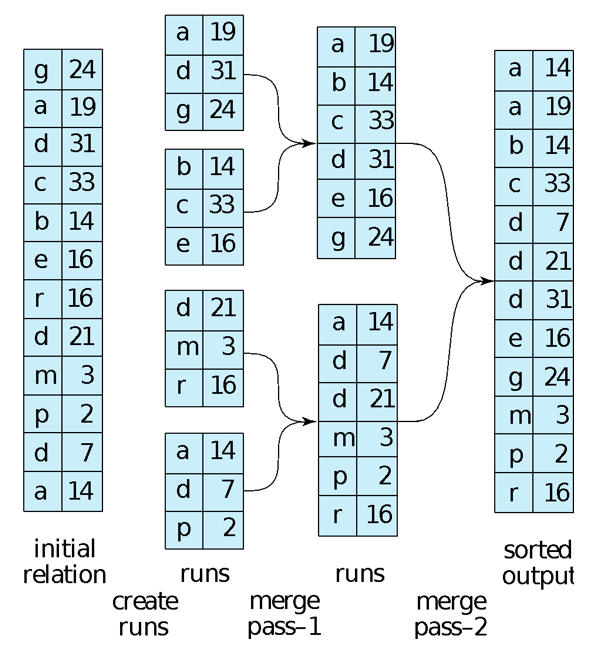 g 24
a 19
d 31
c 33
b 14
e 16
r 16
d 21
m 3
p 2
d 7
a 14
initial
relation
a 19
d 31
g 24
b 14
c 33
e 16
d 21
m 3
r 16
a 14
d 7
p 2
runs
create
runs
a 19
b 14
c 33
d 31
e 16
g 24
a 14
d 7
d 21
m 3
p 2
r 16
runs
merge
pass–1
a 14
a 19
b 14
c 33
d 7
d 21
d 31
e 16
g 24
m 3
p 2
r 16
sorted
output
merge
pass–2